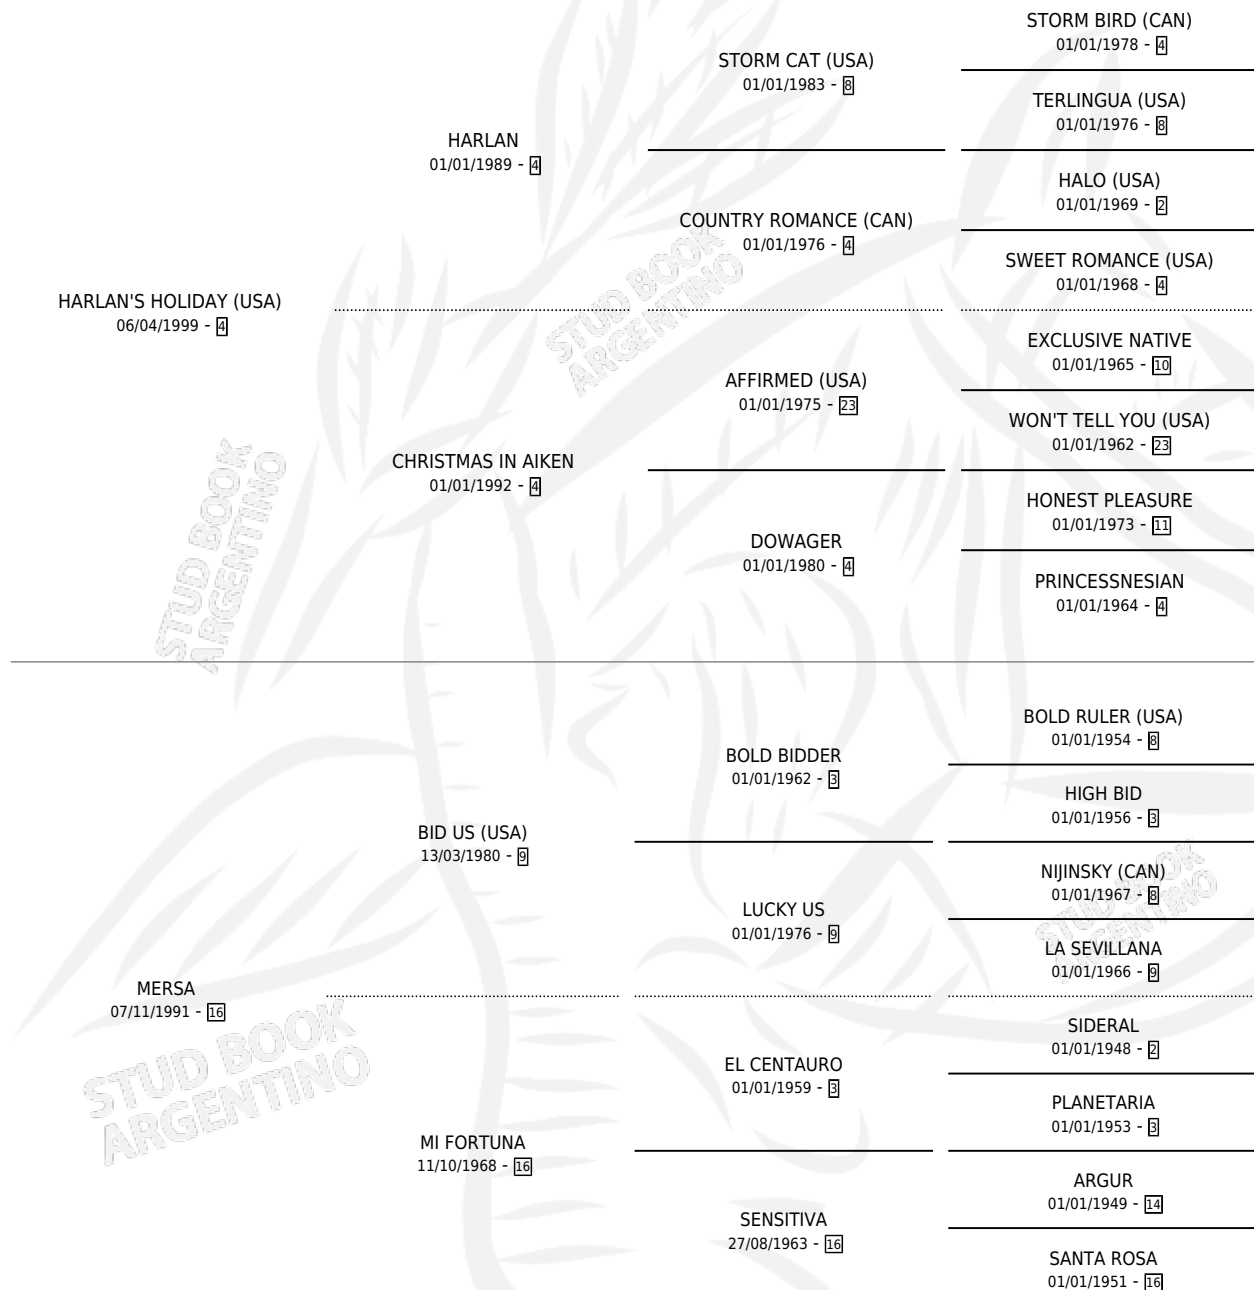 STORM BIRD (CAN)
01/01/1978 - 4
STORM CAT (USA)
01/01/1983 - 8
TERLINGUA (USA)
01/01/1976 - 8
HARLAN
01/01/1989 - 4
HALO (USA)
01/01/1969 - 2
COUNTRY ROMANCE (CAN)
01/01/1976 - 4
SWEET ROMANCE (USA)
01/01/1968 - 4
HARLAN'S HOLIDAY (USA)
06/04/1999 - 4
EXCLUSIVE NATIVE
01/01/1965 - 10
AFFIRMED (USA)
01/01/1975 - 23
WON'T TELL YOU (USA)
01/01/1962 - 23
CHRISTMAS IN AIKEN
01/01/1992 - 4
HONEST PLEASURE
01/01/1973 - 11
DOWAGER
01/01/1980 - 4
PRINCESSNESIAN
01/01/1964 - 4
BOLD RULER (USA)
01/01/1954 - 8
BOLD BIDDER
01/01/1962 - 3
HIGH BID
01/01/1956 - 3
BID US (USA)
13/03/1980 - 9
NIJINSKY (CAN)
01/01/1967 - 8
LUCKY US
01/01/1976 - 9
LA SEVILLANA
01/01/1966 - 9
MERSA
07/11/1991 - 16
SIDERAL
01/01/1948 - 2
EL CENTAURO
01/01/1959 - 3
PLANETARIA
01/01/1953 - 3
MI FORTUNA
11/10/1968 - 16
ARGUR
01/01/1949 - 14
SENSITIVA
27/08/1963 - 16
SANTA ROSA
01/01/1951 - 16
STUD BOOK
ARGENTINO
STUD BOOK
ARGENTINO
STUD BOOK
ARGENTINO
STUD BOOK
ARGENTINO